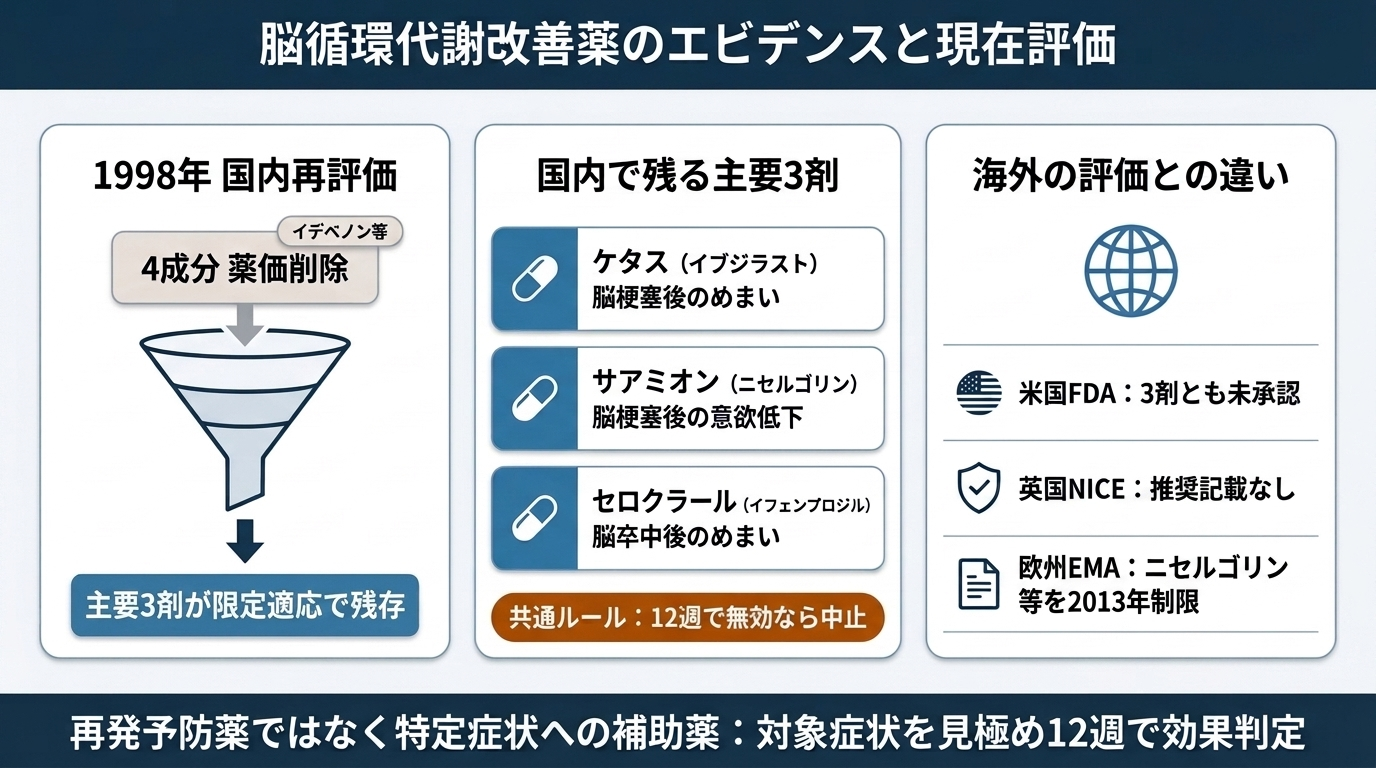 脳循環代謝改善薬のエビデンスと現在評価
1998年 国内再評価
イデベノン等
4成分 薬価削除
主要3剤が限定適応で残存
国内で残る主要3剤
ケタス（イブジラスト）
脳梗塞後のめまい
サアミオン（ニセルゴリン）
脳梗塞後の意欲低下
セロクラール（イフェンプロジル）
脳卒中後のめまい
共通ルール：12週で無効なら中止
海外の評価との違い
米国FDA：3剤とも未承認
英国NICE：推奨記載なし
欧州EMA：ニセルゴリン
等を2013年制限
再発予防薬ではなく特定症状への補助薬：対象症状を見極め12週で効果判定